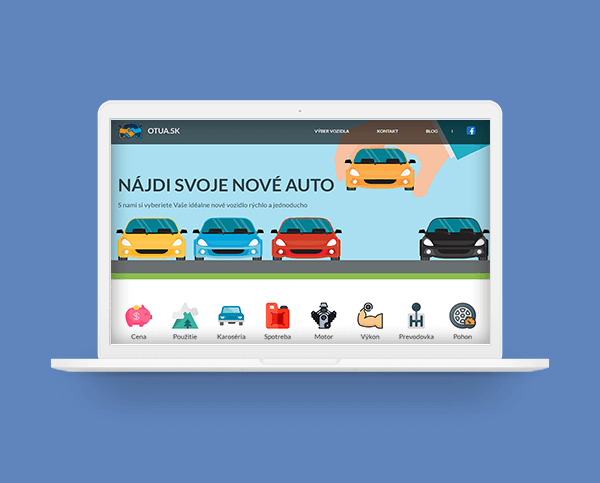 OTUA.SK
VÝBER VOZIDLA
KONTAKT
BLOG
NÁJDI SVOJE NOVÉ AUTO
S nami si vyberiete Vaše ideálne nové vozidlo rýchlo a jednoducho
Cena
Použitie
Karoséria
Spotreba
Motor
Výkon
Prevodovka
Pohon